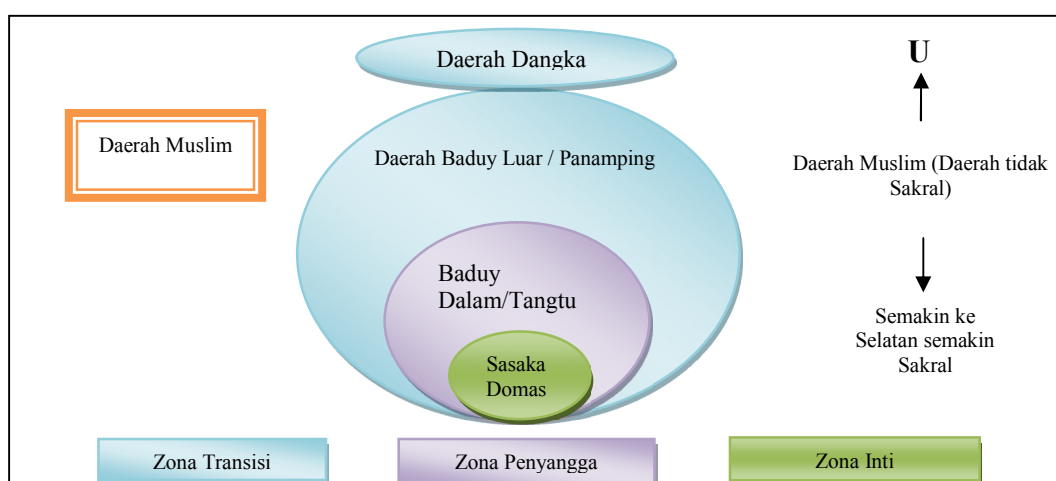 Daerah Dangka
U
Daerah Muslim
Daerah Baduy Luar / Panamping
Daerah Muslim (Daerah tidak
Sakral)
Baduy
Dalam/Tangtu
Semakin ke
Selatan semakin
Sakral
Sasaka
Domas
Zona Transisi
Zona Penyangga
Zona Inti